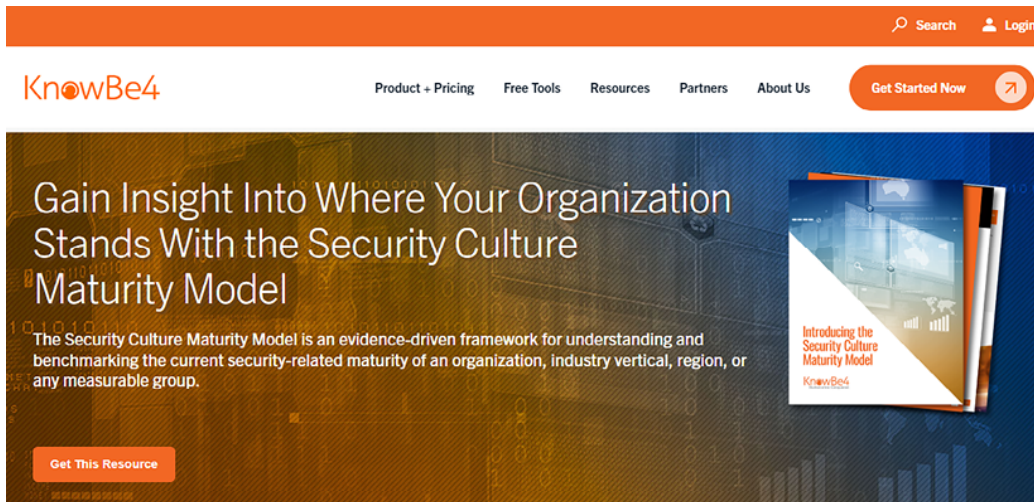 Search Login
KnowBe4
Product + Pricing Free Tools Resources Partners About Us Get Started Now
Gain Insight Into Where Your Organization
Stands With the Security Culture
Maturity Model
The Security Culture Maturity Model is an evidence-driven framework for understanding and
benchmarking the current security-related maturity of an organization, industry vertical, region, or
any measurable group.
Get This Resource
Introducing the
Security Culture
Maturity Model
KnowBe4